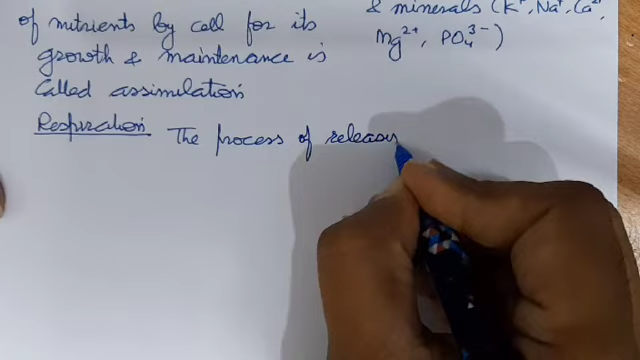 of nutrients by cell for its
growth & maintenance is
called assimilation
& minerals (K⁺, Na⁺, Ca²⁺,
Mg²⁺, PO₄³⁻)
Respiration The process of